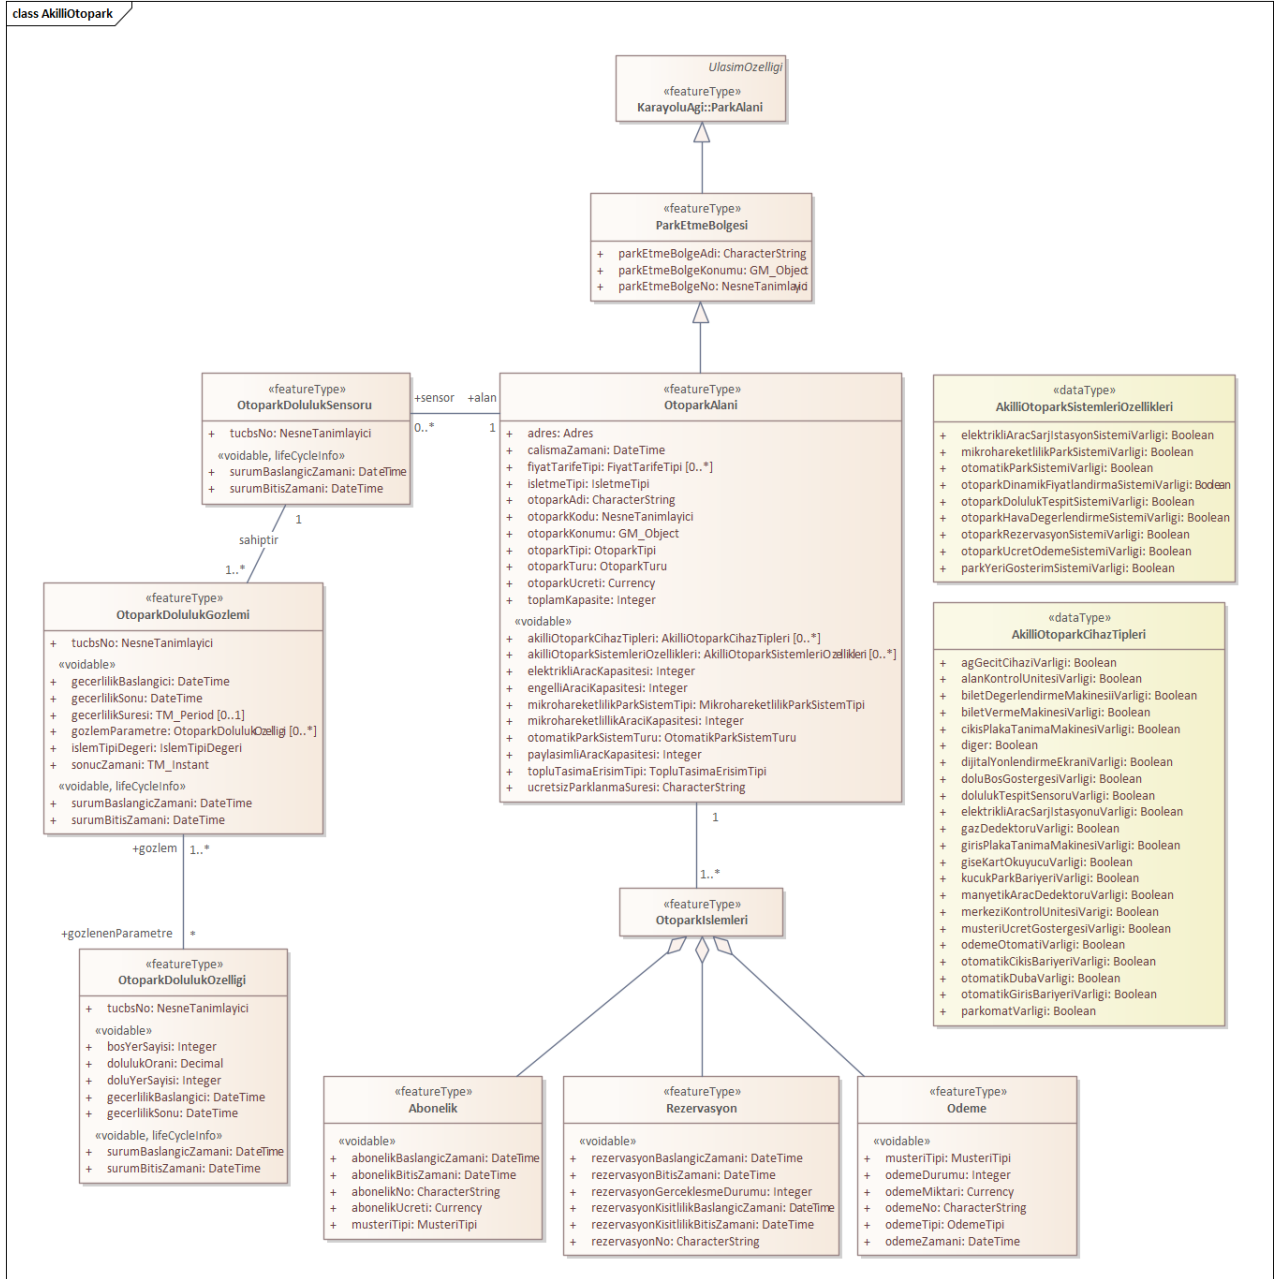 class AkilliOtopark
UlasimOzelligi
«featureType»
KarayoluAgi::ParkAlani
«featureType»
ParkEtmeBolgesi
+ parkEtmeBolgeAdi: CharacterString
+ parkEtmeBolgeKonumu: GM_Object
+ parkEtmeBolgeNo: NesneTanimlayici
«featureType»
OtoparkDolulukSensoru
+ tucbsNo: NesneTanimlayici
«voidable, lifeCycleInfo»
+ surumBaslangicZamani: DateTime
+ surumBitisZamani: DateTime
+sensor
+alan
0..*
1
«featureType»
OtoparkAlani
+ adres: Adres
+ calismaZamani: DateTime
+ fiyatTarifeTipi: FiyatTarifeTipi [0..*]
+ isletmeTipi: IsletmeTipi
+ otoparkAdi: CharacterString
+ otoparkKodu: NesneTanimlayici
+ otoparkKonumu: GM_Object
+ otoparkTipi: OtoparkTipi
+ otoparkTuru: OtoparkTuru
+ otoparkUcreti: Currency
+ toplamKapasite: Integer
«voidable»
+ akilliOtoparkCihazTipleri: AkilliOtoparkCihazTipleri [0..*]
+ akilliOtoparkSistemleriOzellikleri: AkilliOtoparkSistemleriOzellikleri [0..*]
+ elektrikliAracKapasitesi: Integer
+ engelliAraciKapasitesi: Integer
+ mikrohareketlilikParkSistemTipi: MikrohareketlilikParkSistemTipi
+ mikrohareketlillikAraciKapasitesi: Integer
+ otomatikParkSistemTuru: OtomatikParkSistemTuru
+ paylasimliAracKapasitesi: Integer
+ topluTasimaErisimTipi: TopluTasimaErisimTipi
+ ucretsizParklanmaSuresi: CharacterString
«dataType»
AkilliOtoparkSistemleriOzellikleri
+ elektrikliAracSarjIstasyonSistemiVarligi: Boolean
+ mikrohareketlilikParkSistemiVarligi: Boolean
+ otomatikParkSistemiVarligi: Boolean
+ otoparkDinamikFiyatlandirmaSistemiVarligi: Boolean
+ otoparkDolulukTespitSistemiVarligi: Boolean
+ otoparkHavaDegerlendirmeSistemiVarligi: Boolean
+ otoparkRezervasyonSistemiVarligi: Boolean
+ otoparkUcretOdemeSistemiVarligi: Boolean
+ parkYeriGosterimSistemiVarligi: Boolean
1
sahiptir
1..*
«featureType»
OtoparkDolulukGozlemi
+ tucbsNo: NesneTanimlayici
«voidable»
+ gecerlilikBaslangici: DateTime
+ gecerlilikSonu: DateTime
+ gecerlilikSuresi: TM_Period [0..1]
+ gozlemParametre: OtoparkDolulukOzelligi [0..*]
+ islemTipiDegeri: IslemTipiDegeri
+ sonucZamani: TM_Instant
«voidable, lifeCycleInfo»
+ surumBaslangicZamani: DateTime
+ surumBitisZamani: DateTime
«dataType»
AkilliOtoparkCihazTipleri
+ agGecitCihaziVarligi: Boolean
+ alanKontrolUnitesiVarligi: Boolean
+ biletDegerlendirmeMakinesiiVarligi: Boolean
+ biletVermeMakinesiVarligi: Boolean
+ cikisPlakaTanimaMakinesiVarligi: Boolean
+ diger: Boolean
+ dijitalYonlendirmeEkraniVarligi: Boolean
+ doluBosGostergesiVarligi: Boolean
+ dolulukTespitSensoruVarligi: Boolean
+ elektrikliAracSarjIstasyonuVarligi: Boolean
+ gazDedektoruVarligi: Boolean
+ girisPlakaTanimaMakinesiVarligi: Boolean
+ giseKartOkuyucuVarligi: Boolean
+ kucukParkBariyeriVarligi: Boolean
+ manyetikAracDedektoruVarligi: Boolean
+ merkeziKontrolUnitesiVarigi: Boolean
+ musteriUcretGostergesiVarligi: Boolean
+ odemeOtomatiVarligi: Boolean
+ otomatikCikisBariyeriVarligi: Boolean
+ otomatikDubaVarligi: Boolean
+ otomatikGirisBariyeriVarligi: Boolean
+ parkomatVarligi: Boolean
1
1..*
«featureType»
OtoparkIslemleri
+gozlem
1..*
+gozlenenParametre
*
«featureType»
OtoparkDolulukOzelligi
+ tucbsNo: NesneTanimlayici
«voidable»
+ bosYerSayisi: Integer
+ dolulukOrani: Decimal
+ doluYerSayisi: Integer
+ gecerlilikBaslangici: DateTime
+ gecerlilikSonu: DateTime
«voidable, lifeCycleInfo»
+ surumBaslangicZamani: DateTime
+ surumBitisZamani: DateTime
«featureType»
Abonelik
«voidable»
+ abonelikBaslangicZamani: DateTime
+ abonelikBitisZamani: DateTime
+ abonelikNo: CharacterString
+ abonelikUcreti: Currency
+ musteriTipi: MusteriTipi
«featureType»
Rezervasyon
«voidable»
+ rezervasyonBaslangicZamani: DateTime
+ rezervasyonBitisZamani: DateTime
+ rezervasyonGerceklesmeDurumu: Integer
+ rezervasyonKisitlilikBaslangicZamani: DateTime
+ rezervasyonKisitlilikBitisZamani: DateTime
+ rezervasyonNo: CharacterString
«featureType»
Odeme
«voidable»
+ musteriTipi: MusteriTipi
+ odemeDurumu: Integer
+ odemeMiktari: Currency
+ odemeNo: CharacterString
+ odemeTipi: OdemeTipi
+ odemeZamani: DateTime